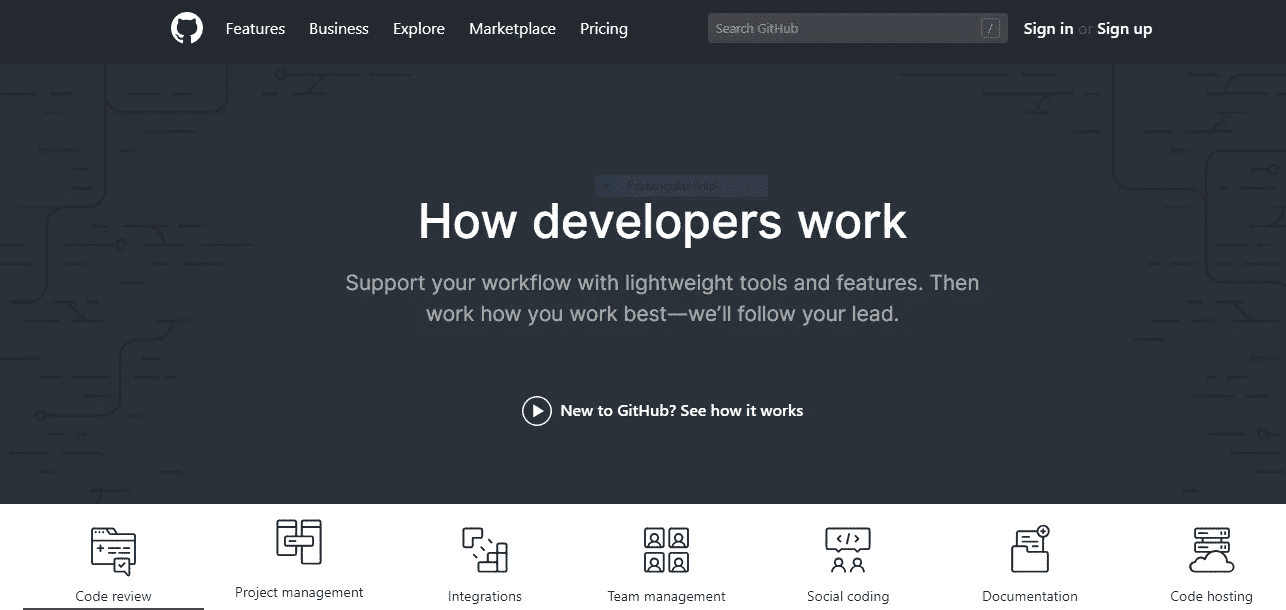 Features Business Explore Marketplace Pricing Search GitHub / Sign in or Sign up
Rectangular Snip
How developers work
Support your workflow with lightweight tools and features. Then
work how you work best—we’ll follow your lead.
New to GitHub? See how it works
Code review Project management Integrations Team management Social coding Documentation Code hosting